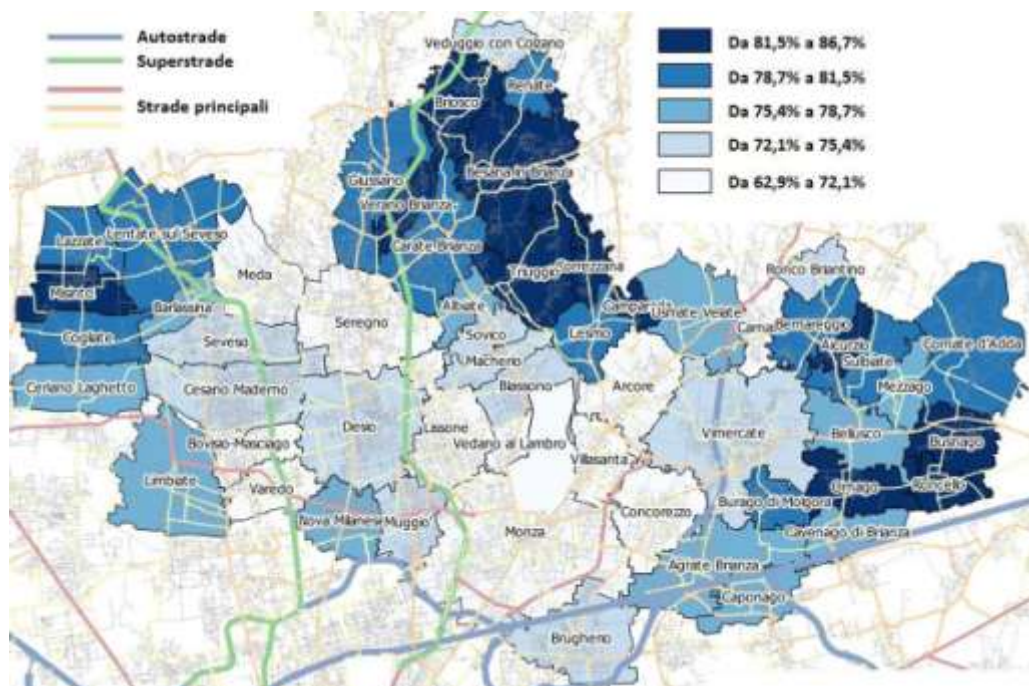 Autostrade
Superstrade
Strade principali
Da 81,5% a 86,7%
Da 78,7% a 81,5%
Da 75,4% a 78,7%
Da 72,1% a 75,4%
Da 62,9% a 72,1%
Veduggio con Colzano
Renate
Briosco
Besana in Brianza
Giussano
Verano Brianza
Carate Brianza
Triuggio
Correzzana
Lazzate
Lentate sul Seveso
Meda
Misinto
Barlassina
Cogliate
Seveso
Seregno
Albiate
Sovico
Macherio
Biassono
Lesmo
Camparada
Usmate Velate
Ronco Briantino
Carna
Bernareggio
Aicurzio
Sulbiate
Cornate d'Adda
Mezzago
Ceriano Laghetto
Cesano Maderno
Desio
Lissone
Vedano al Lambro
Arcore
Vimercate
Bellusco
Busnago
Bovisio-Masciago
Villasanta
Limbiate
Varedo
Nova Milanese
Muggiò
Monza
Concorezzo
Burago di Molgora
Ornago
Roncello
Cavenago di Brianza
Agrate Brianza
Caponago
Brugherio